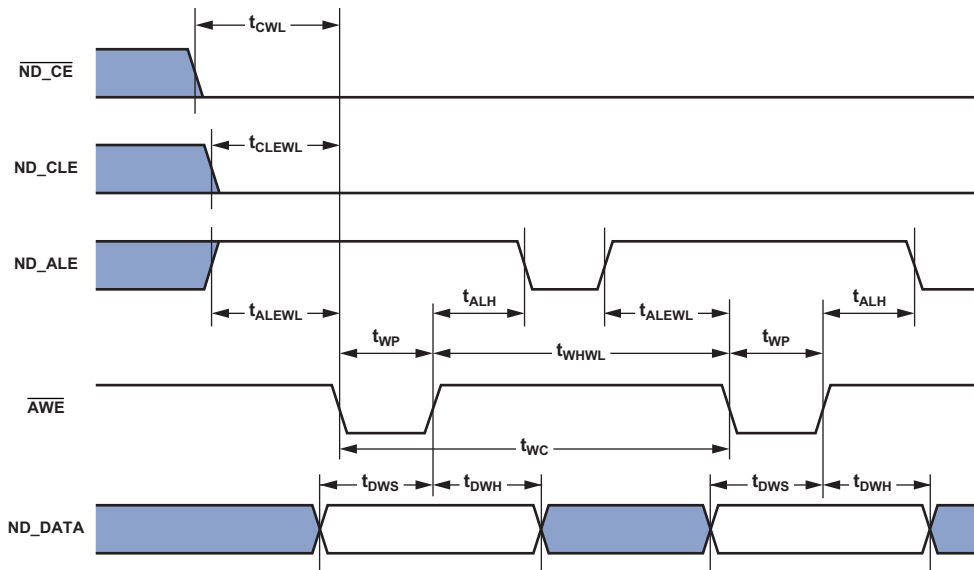 tCWL
ND_CE
tCLEWL
ND_CLE
ND_ALE
tALEWL
tALH
tALEWL
tALH
tWP
tWHWL
tWP
AWE
tWC
tDWS
tDWH
tDWS
tDWH
ND_DATA